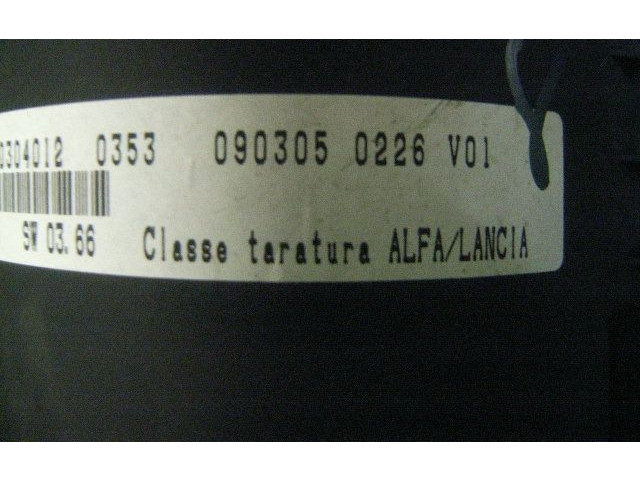 0304012 0353 090305 0226 V01
SW 03.66 Classe taratura ALFA/LANCIA